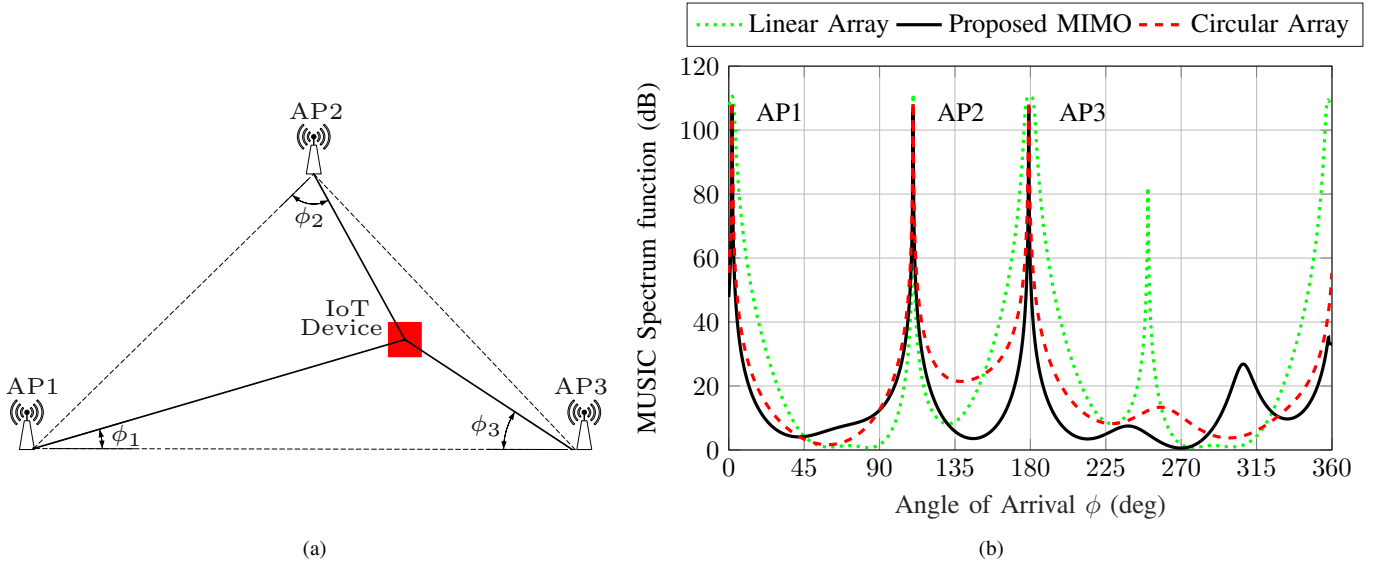 AP2
ϕ2
IoT
Device
AP1
AP3
ϕ1
ϕ3
(a)
Linear Array Proposed MIMO Circular Array
MUSIC Spectrum function (dB)
120
100
80
60
40
20
0
AP1 AP2 AP3
0 45 90 135 180 225 270 315 360
Angle of Arrival ϕ (deg)
(b)